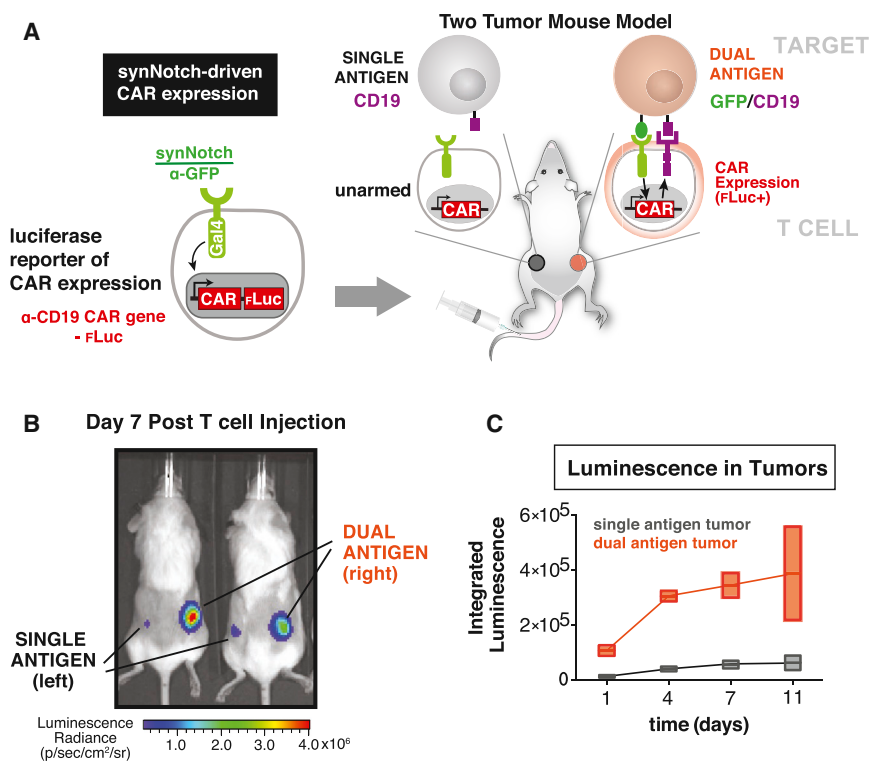 A
synNotch-driven
CAR expression
synNotch
α-GFP
Gal4
luciferase
reporter of
CAR expression
CAR
FLuc
α-CD19 CAR gene
- FLuc
Two Tumor Mouse Model
SINGLE
ANTIGEN
CD19
unarmed
CAR
DUAL
ANTIGEN
GFP/CD19
TARGET
CAR
CAR
Expression
(FLuc+)
T CELL
B
Day 7 Post T cell Injection
DUAL
ANTIGEN
(right)
SINGLE
ANTIGEN
(left)
Luminescence
Radiance
(p/sec/cm²/sr)
1.0 2.0 3.0 4.0 x10⁶
C
Luminescence in Tumors
single antigen tumor
dual antigen tumor
Integrated
Luminescence
6×10⁵
4×10⁵
2×10⁵
0
1 4 7 11
time (days)